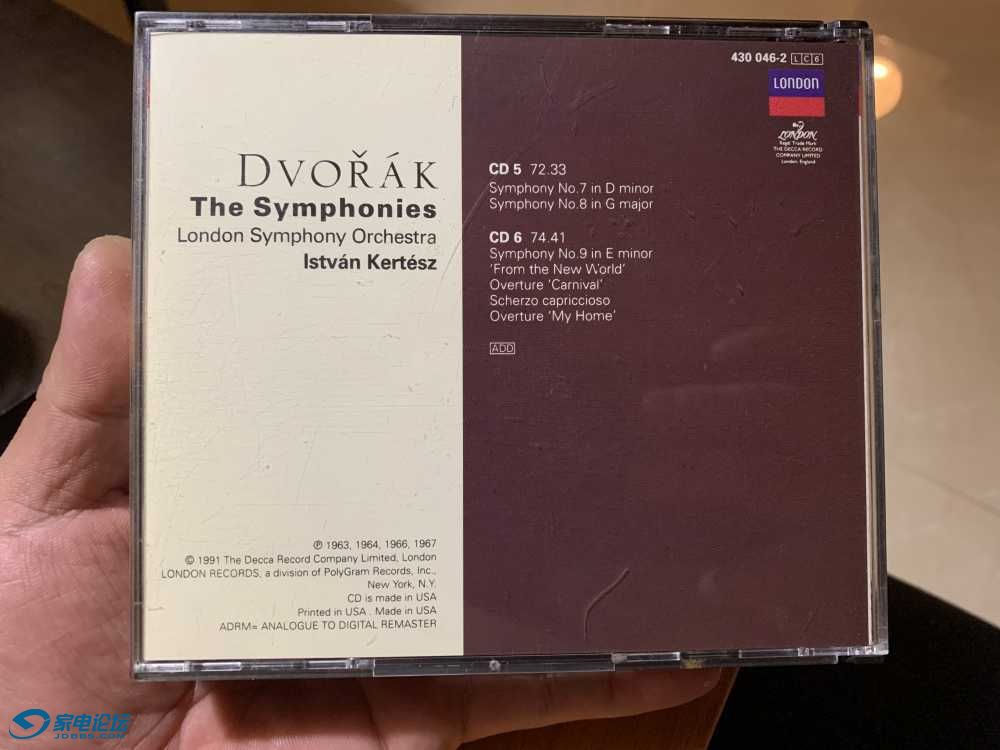 DVOŘÁK
The Symphonies
London Symphony Orchestra
István Kertész
℗ 1963, 1964, 1966, 1967
© 1991 The Decca Record Company Limited, London
LONDON RECORDS, a division of PolyGram Records, Inc.,
New York, N.Y.
CD is made in USA
Printed in USA . Made in USA
ADRM= ANALOGUE TO DIGITAL REMASTER
430 046-2 LC6
LONDON
LONDON
Regd Trade Mark
THE DECCA RECORD
COMPANY LIMITED
London, England
CD 5 72.33
Symphony No.7 in D minor
Symphony No.8 in G major
CD 6 74.41
Symphony No.9 in E minor
'From the New World'
Overture 'Carnival'
Scherzo capriccioso
Overture 'My Home'
ADD
家电论坛
JDBBS.COM